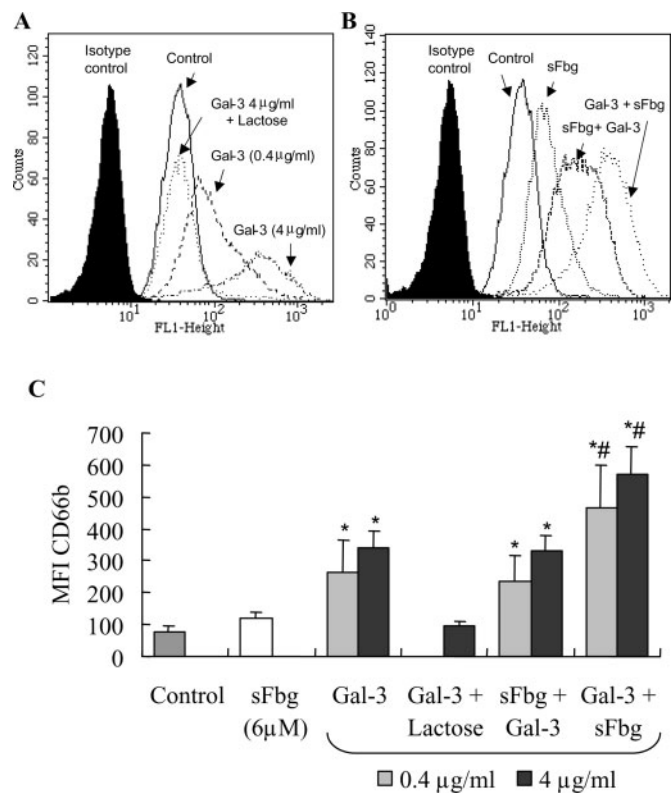 A
Isotype control
Control
Gal-3 4 μg/ml + Lactose
Gal-3 (0.4 μg/ml)
Gal-3 (4 μg/ml)
Counts
120
100
80
60
40
20
0
10¹ 10² 10³
FL1-Height
B
Isotype control
Control
sFbg
Gal-3 + sFbg
sFbg+ Gal-3
Counts
140
120
100
80
60
40
20
0
10⁰ 10¹ 10² 10³
FL1-Height
C
MFI CD66b
700
600
500
400
300
200
100
0
* * * * *# *#
Control
sFbg (6μM)
Gal-3
Gal-3 + Lactose
sFbg + Gal-3
Gal-3 + sFbg
0.4 μg/ml 4 μg/ml